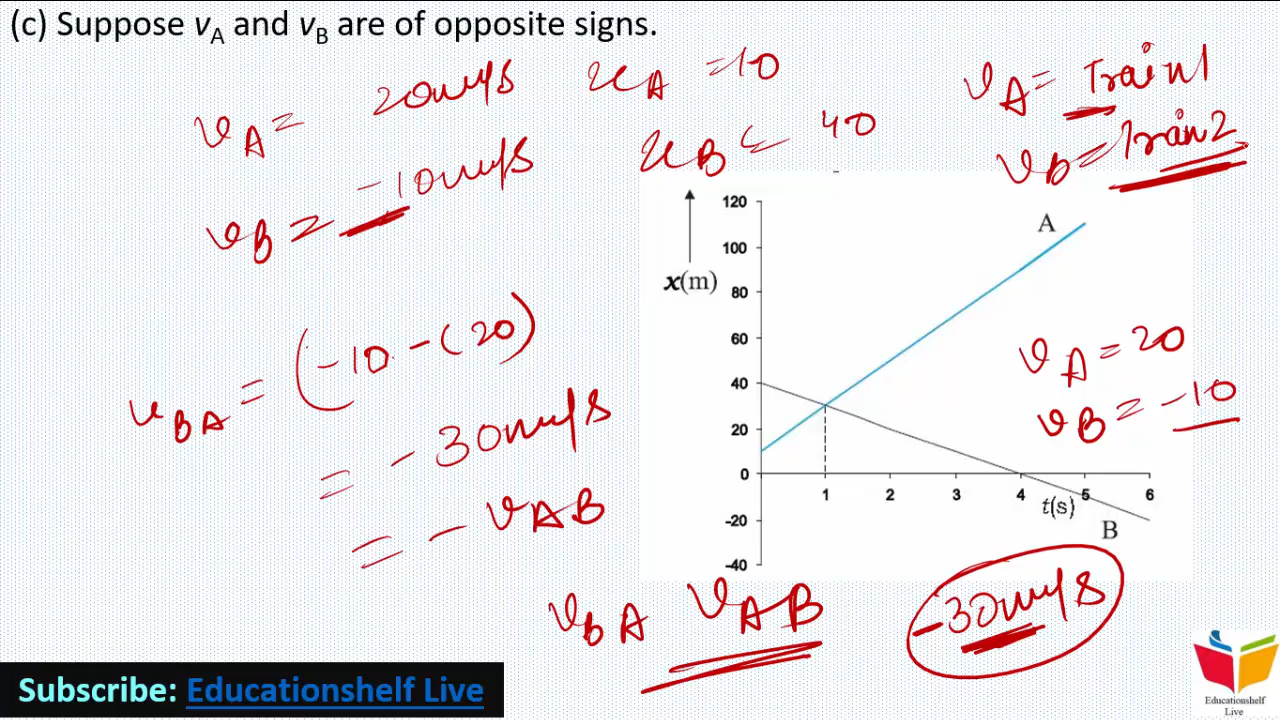 (c) Suppose vA and vB are of opposite signs.
vA = 20m/s
vB = -10m/s
xA = 10
xB = 40
vA = Train1
vB = Train2
vBA = (-10 - (20)
= -30m/s
= - vAB
120
100
80
60
40
20
0
-20
-40
x(m)
A
1 2 3 4 5 6
t(s)
B
vA = 20
vB = -10
vBA vAB
-30m/s
Subscribe: Educationshelf Live
Educationshelf
Live